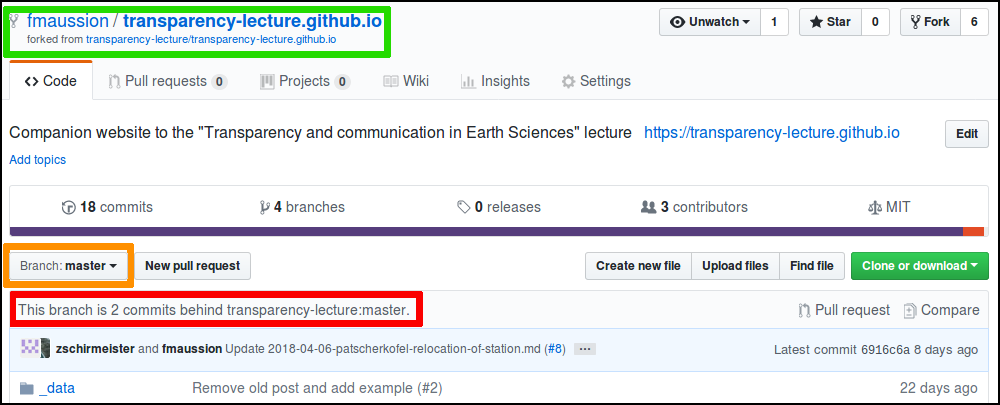 fmaussion / transparency-lecture.github.io
forked from transparency-lecture/transparency-lecture.github.io
Unwatch 1 Star 0 Fork 6
Code Pull requests 0 Projects 0 Wiki Insights Settings
Companion website to the "Transparency and communication in Earth Sciences" lecture https://transparency-lecture.github.io Edit
Add topics
18 commits 4 branches 0 releases 3 contributors MIT
Branch: master New pull request Create new file Upload files Find file Clone or download
This branch is 2 commits behind transparency-lecture:master. Pull request Compare
zschirmeister and fmaussion Update 2018-04-06-patscherkofel-relocation-of-station.md (#8) ... Latest commit 6916c6a 8 days ago
_data Remove old post and add example (#2) 22 days ago